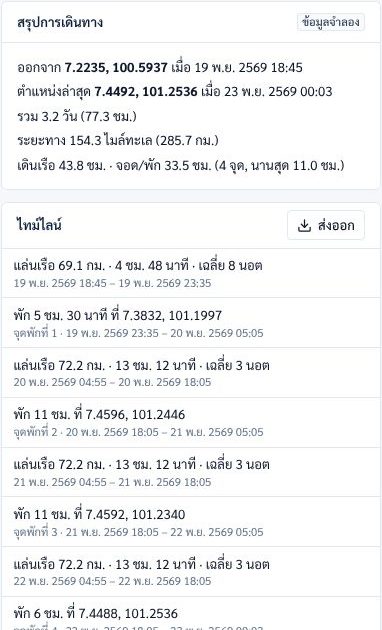 สรุปการเดินทาง
ข้อมูลจำลอง
ออกจาก 7.2235, 100.5937 เมื่อ 19 พ.ย. 2569 18:45
ตำแหน่งล่าสุด 7.4492, 101.2536 เมื่อ 23 พ.ย. 2569 00:03
รวม 3.2 วัน (77.3 ชม.)
ระยะทาง 154.3 ไมล์ทะเล (285.7 กม.)
เดินเรือ 43.8 ชม. · จอด/พัก 33.5 ชม. (4 จุด, นานสุด 11.0 ชม.)
ไทม์ไลน์
ส่งออก
แล่นเรือ 69.1 กม. · 4 ชม. 48 นาที · เฉลี่ย 8 นอต
19 พ.ย. 2569 18:45 – 19 พ.ย. 2569 23:35
พัก 5 ชม. 30 นาที ที่ 7.3832, 101.1997
จุดพักที่ 1 · 19 พ.ย. 2569 23:35 – 20 พ.ย. 2569 05:05
แล่นเรือ 72.2 กม. · 13 ชม. 12 นาที · เฉลี่ย 3 นอต
20 พ.ย. 2569 04:55 – 20 พ.ย. 2569 18:05
พัก 11 ชม. ที่ 7.4596, 101.2446
จุดพักที่ 2 · 20 พ.ย. 2569 18:05 – 21 พ.ย. 2569 05:05
แล่นเรือ 72.2 กม. · 13 ชม. 12 นาที · เฉลี่ย 3 นอต
21 พ.ย. 2569 04:55 – 21 พ.ย. 2569 18:05
พัก 11 ชม. ที่ 7.4592, 101.2340
จุดพักที่ 3 · 21 พ.ย. 2569 18:05 – 22 พ.ย. 2569 05:05
แล่นเรือ 72.2 กม. · 13 ชม. 12 นาที · เฉลี่ย 3 นอต
22 พ.ย. 2569 04:55 – 22 พ.ย. 2569 18:05
พัก 6 ชม. ที่ 7.4488, 101.2536